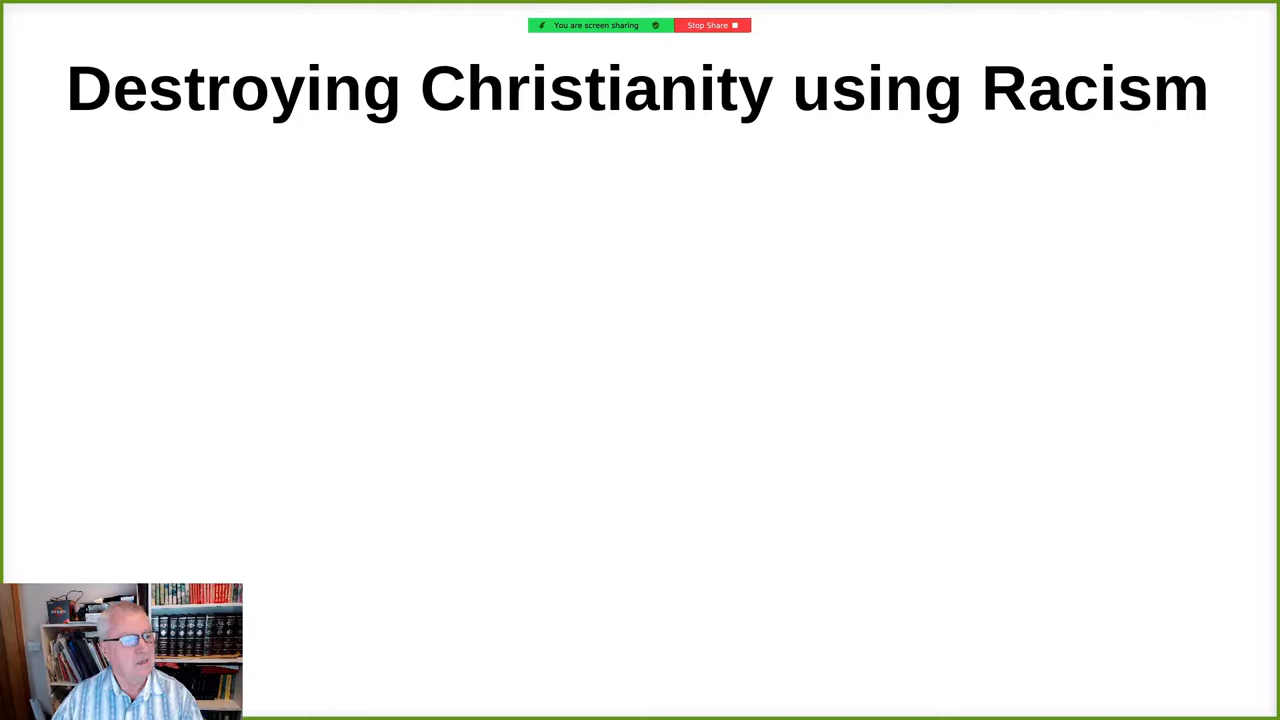 You are screen sharing
Stop Share
Destroying Christianity using Racism